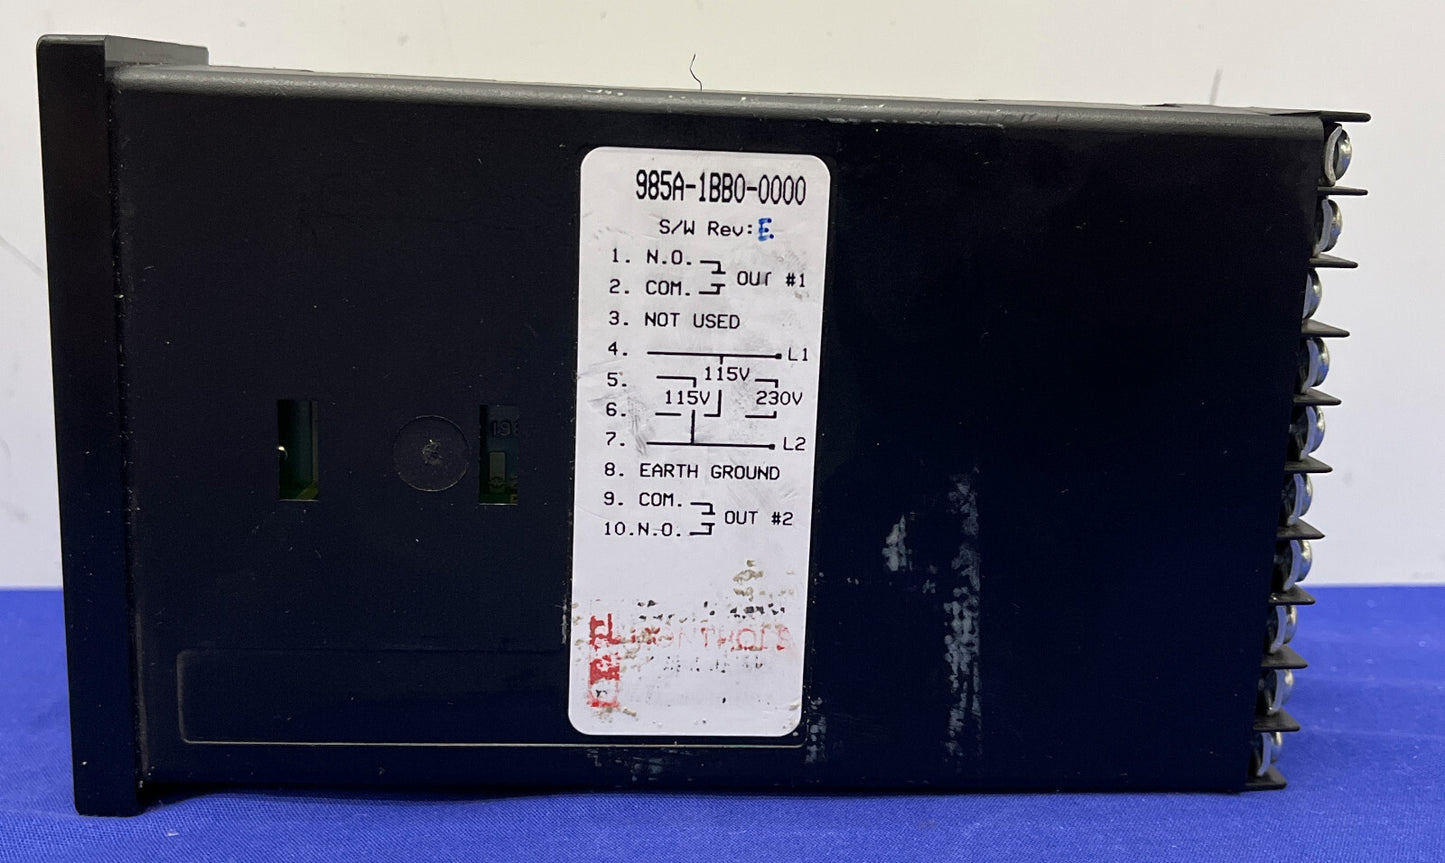 985A-1BB0-0000
S/W Rev: E
1. N.O.
2. COM.
OUT #1
3. NOT USED
4.
L1
5.
115V
6.
115V
230V
7.
L2
8. EARTH GROUND
9. COM.
10.N.O.
OUT #2